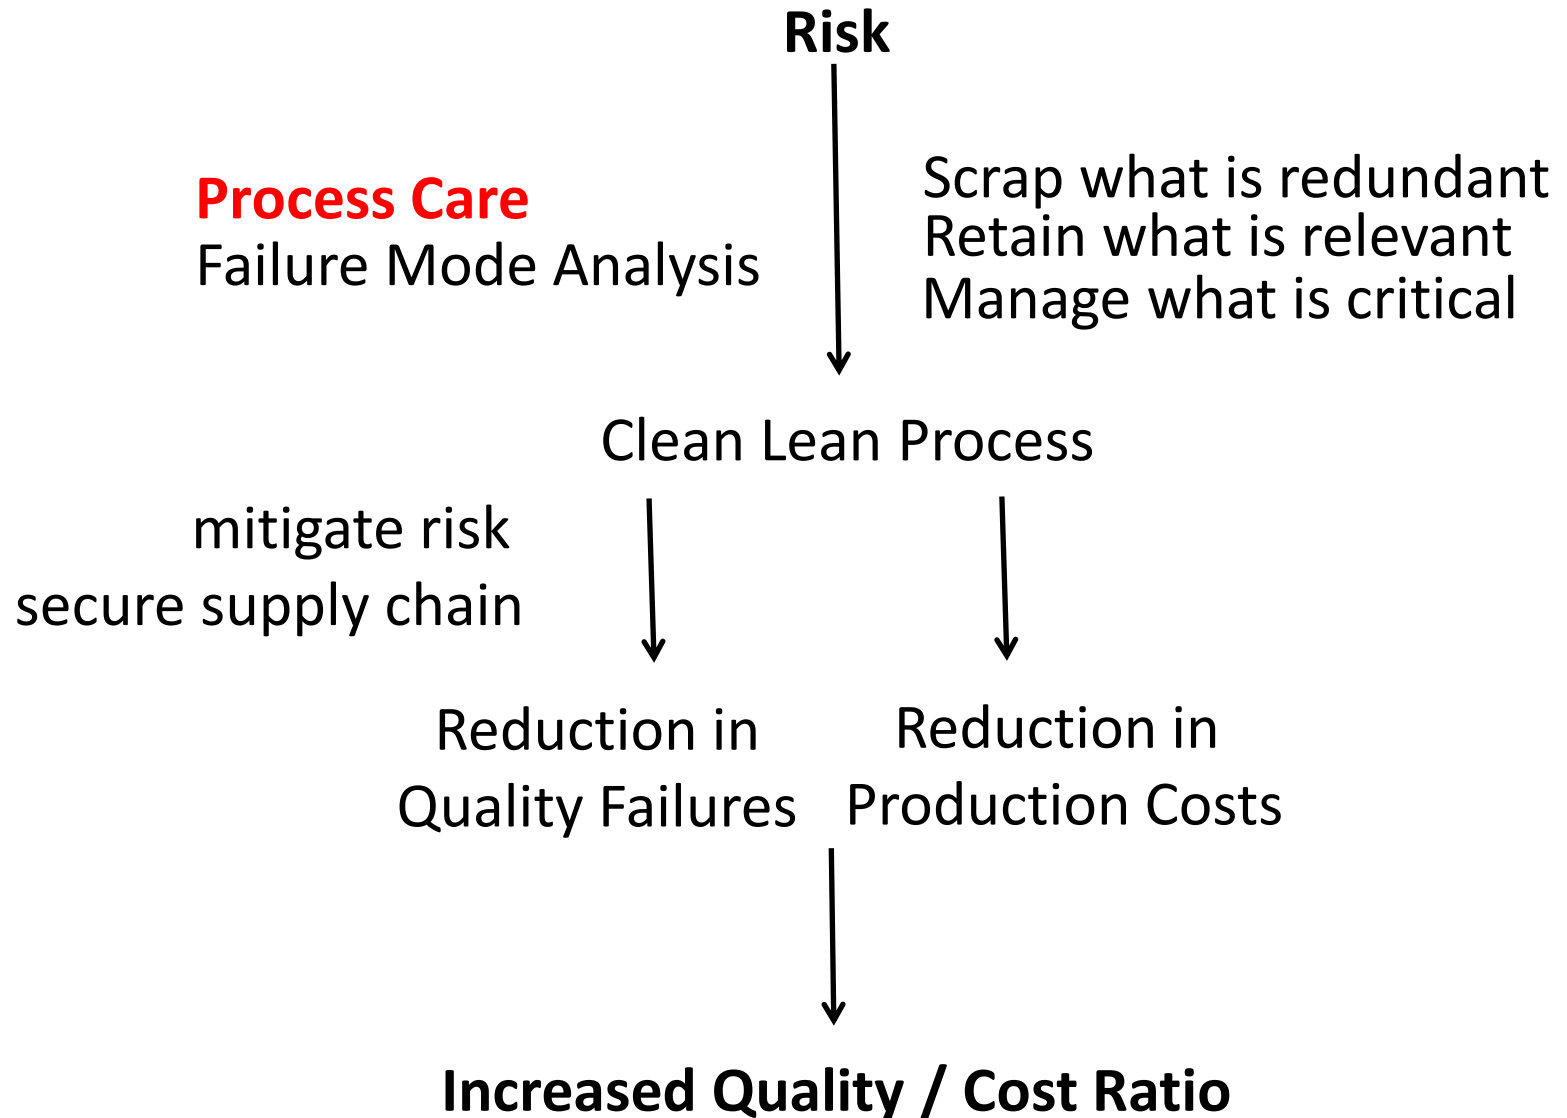 Risk
Process Care
Failure Mode Analysis
Scrap what is redundant
Retain what is relevant
Manage what is critical
Clean Lean Process
mitigate risk
secure supply chain
Reduction in
Quality Failures
Reduction in
Production Costs
Increased Quality / Cost Ratio